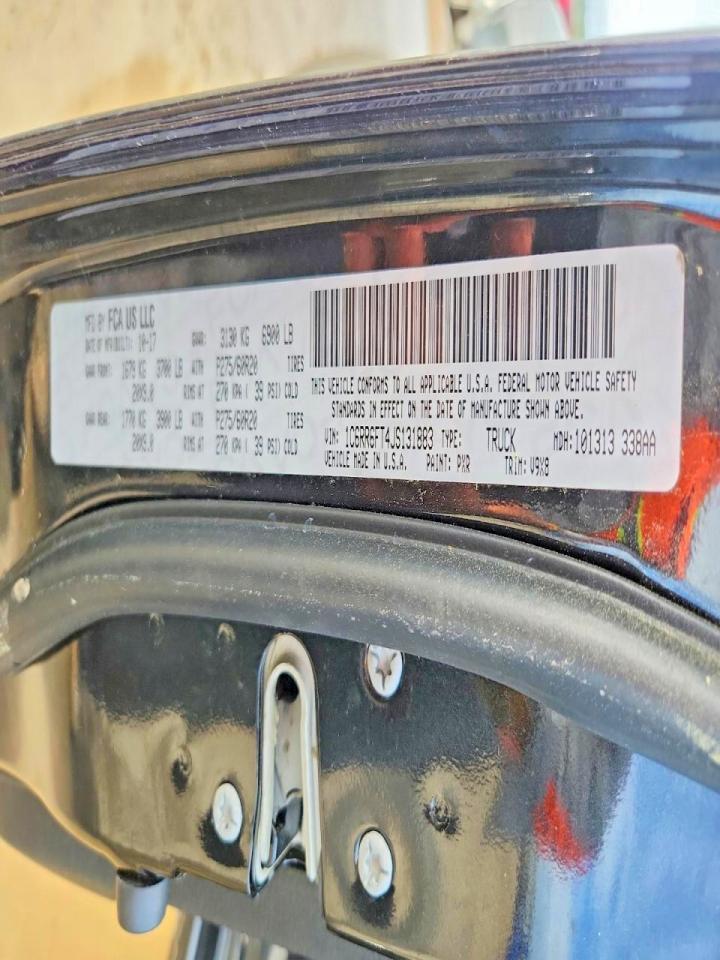 MFD BY FCA US LLC
DATE OF MFR/BUILT: 10-17 GVWR: 3130 KG 6900 LB
GAWR FRONT: 1679 KG 3700 LB WITH P275/60R20 TIRES
20X9.0 RIMS AT 270 KPA ( 39 PSI) COLD
GAWR REAR: 1770 KG 3900 LB WITH P275/60R20 TIRES
20X9.0 RIMS AT 270 KPA ( 39 PSI) COLD
THIS VEHICLE CONFORMS TO ALL APPLICABLE U.S.A. FEDERAL MOTOR VEHICLE SAFETY
STANDARDS IN EFFECT ON THE DATE OF MANUFACTURE SHOWN ABOVE.
VIN: 1C6RR6FT4JS131883 TYPE: TRUCK MDH: 101313 338AA
VEHICLE MADE IN U.S.A. PAINT: PXR TRIM: V9X8